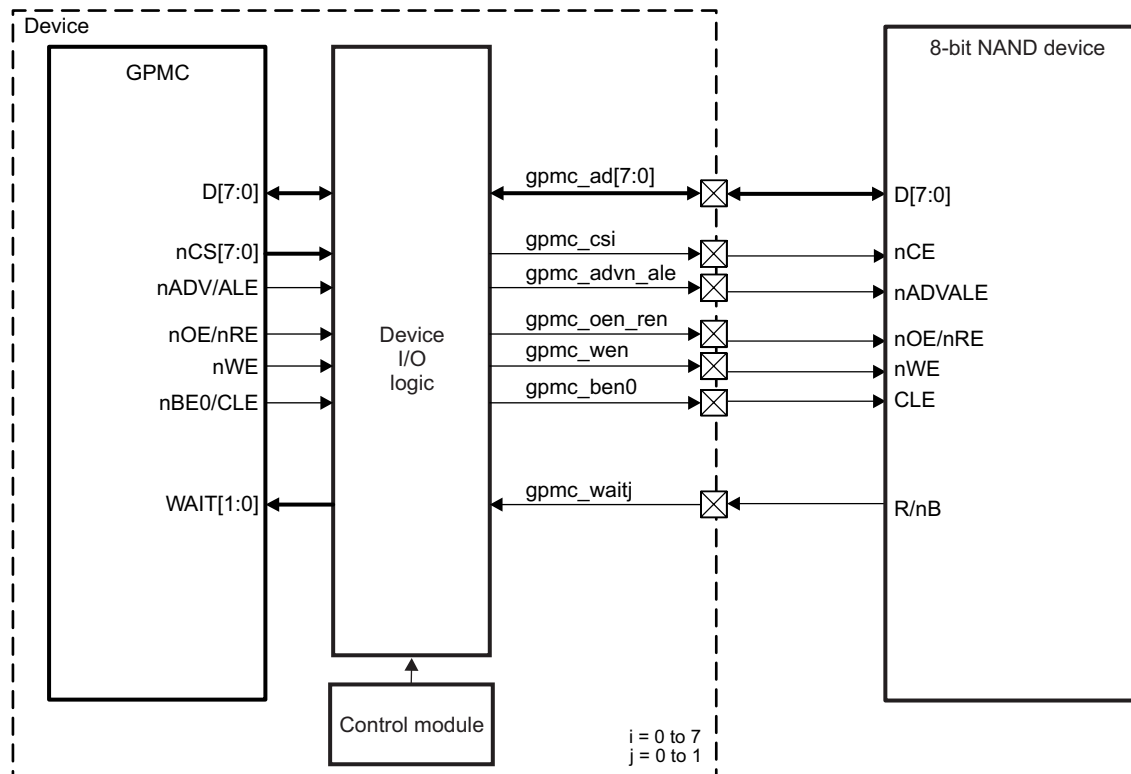 Device
GPMC
8-bit NAND device
D[7:0]
gpmc_ad[7:0]
D[7:0]
nCS[7:0]
gpmc_csi
nCE
nADV/ALE
gpmc_advn_ale
nADVALE
nOE/nRE
gpmc_oen_ren
nOE/nRE
nWE
gpmc_wen
nWE
nBE0/CLE
gpmc_ben0
CLE
Device
I/O
logic
WAIT[1:0]
gpmc_waitj
R/nB
Control module
i = 0 to 7
j = 0 to 1